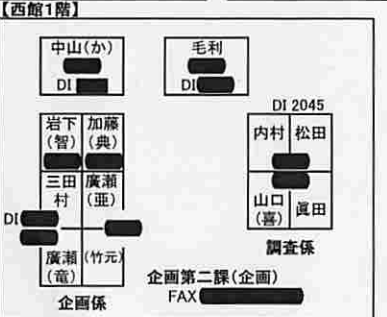 【西館1階】
中山(か)
DI
毛利
DI
岩下
(智)
加藤
(典)
三田
村
廣瀬
(亜)
DI
廣瀬
(竜)
(竹元)
企画係
DI 2045
内村
松田
山口
(喜)
眞田
調査係
企画第二課(企画)
FAX